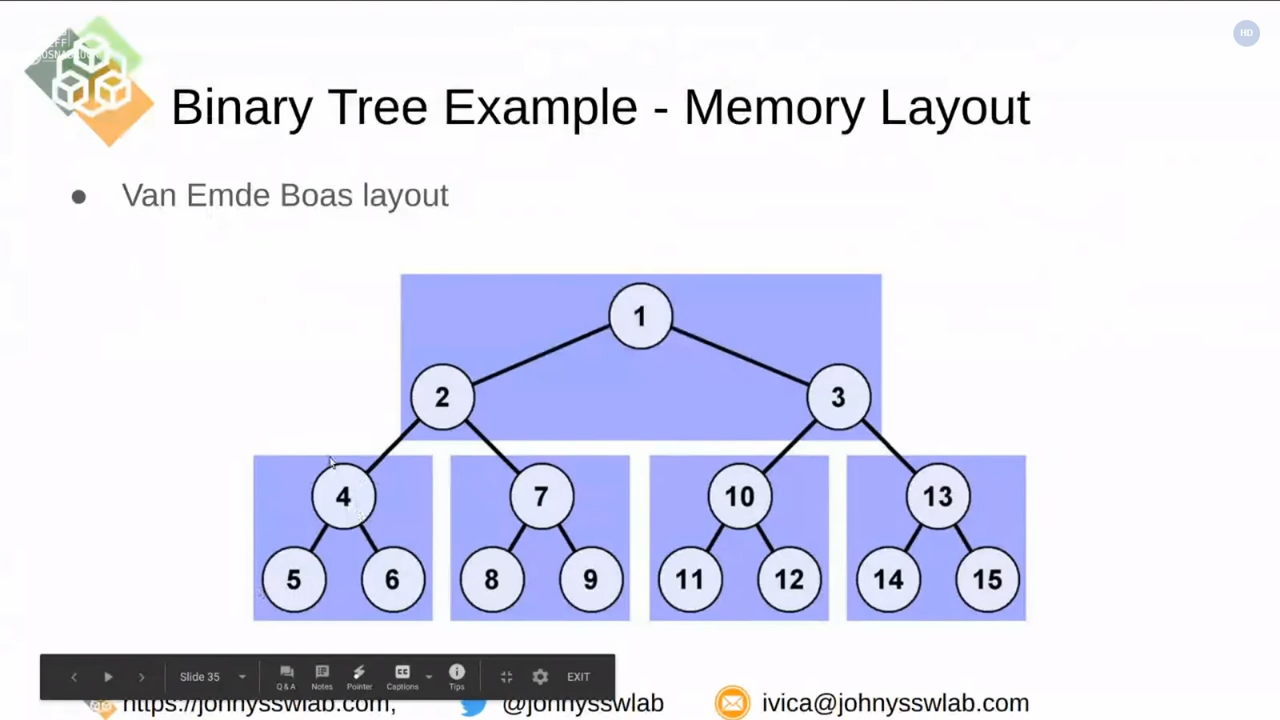 HD
Binary Tree Example - Memory Layout
● Van Emde Boas layout
1
2 3
4 7 10 13
5 6 8 9 11 12 14 15
Slide 35 Q & A Notes Pointer Captions Tips EXIT
https://johnysswlab.com, @johnysswlab ivica@johnysswlab.com